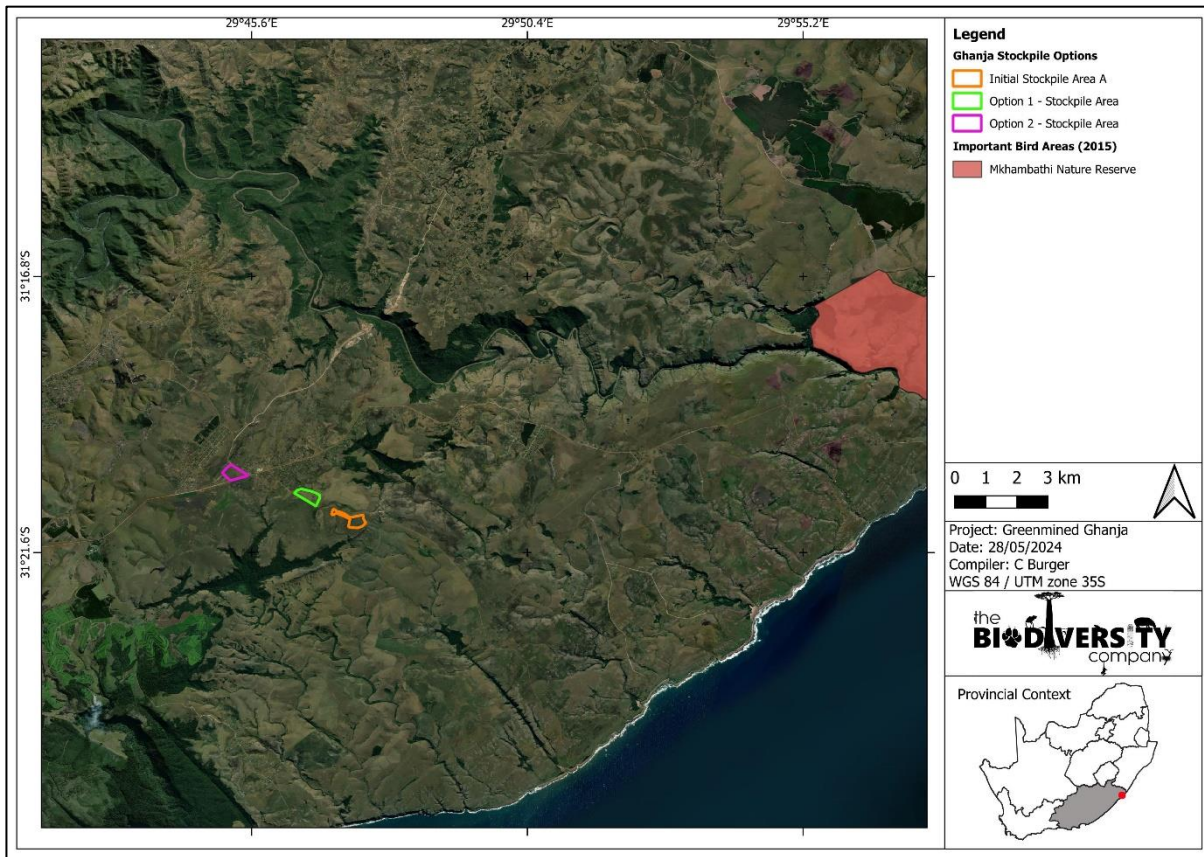 29°45.6'E 29°50.4'E 29°55.2'E
31°16.8'S
31°21.6'S
Legend
Ghanja Stockpile Options
Initial Stockpile Area A
Option 1 - Stockpile Area
Option 2 - Stockpile Area
Important Bird Areas (2015)
Mkhambathi Nature Reserve
0 1 2 3 km
Project: Greenmined Ghanja
Date: 28/05/2024
Compiler: C Burger
WGS 84 / UTM zone 35S
the
BIODIVERSITY
company
Provincial Context